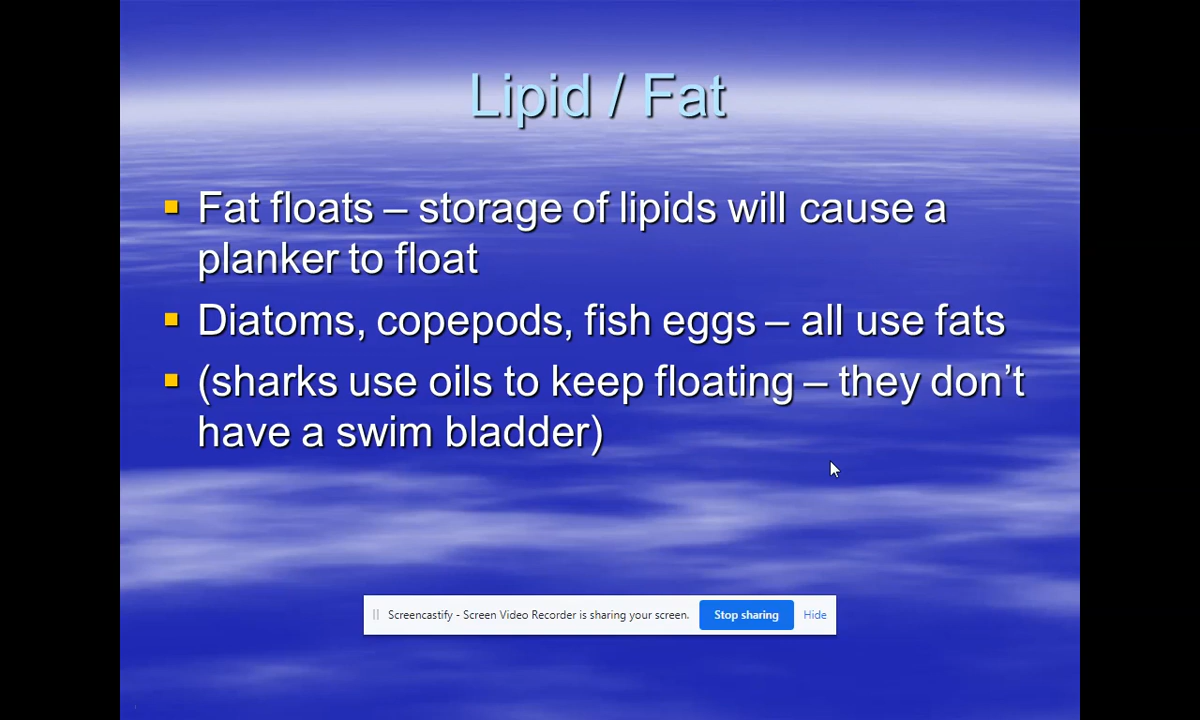 Lipid / Fat
Fat floats – storage of lipids will cause a
planker to float
Diatoms, copepods, fish eggs – all use fats
(sharks use oils to keep floating – they don’t
have a swim bladder)
Screencastify - Screen Video Recorder is sharing your screen. Stop sharing Hide